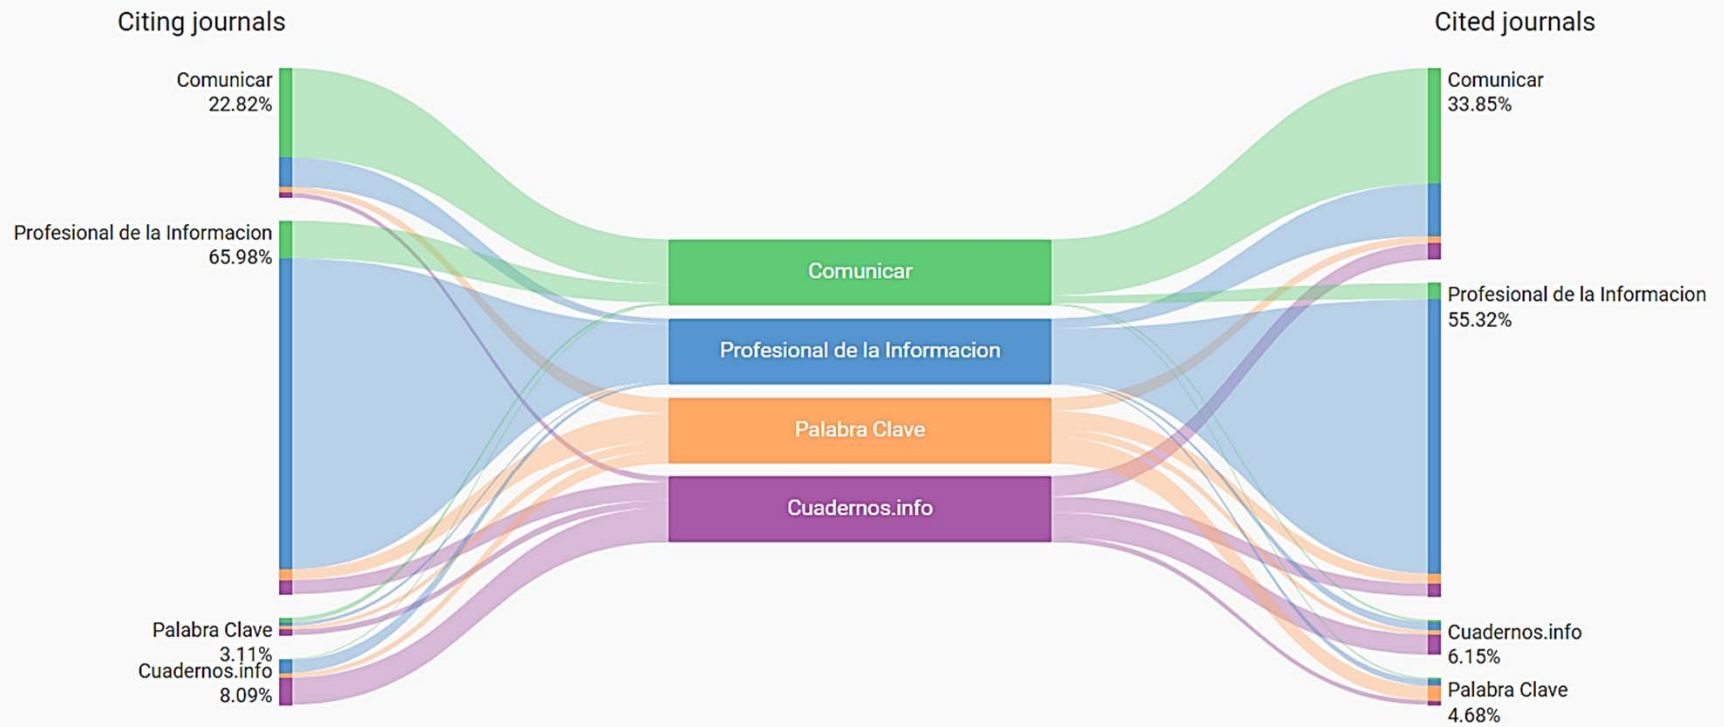 Citing journals
Cited journals
Comunicar
22.82%
Profesional de la Informacion
65.98%
Palabra Clave
3.11%
Cuadernos.info
8.09%
Comunicar
Profesional de la Informacion
Palabra Clave
Cuadernos.info
Comunicar
33.85%
Profesional de la Informacion
55.32%
Cuadernos.info
6.15%
Palabra Clave
4.68%